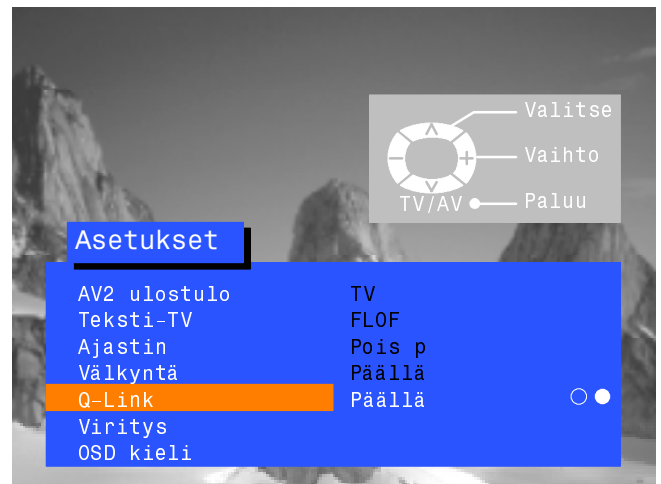 Valitse
Vaihto
TV/AV Paluu
Asetukset
AV2 ulostulo TV
Teksti-TV FLOF
Ajastin Pois p
Välkyntä Päällä
Q-Link Päällä
Viritys
OSD kieli